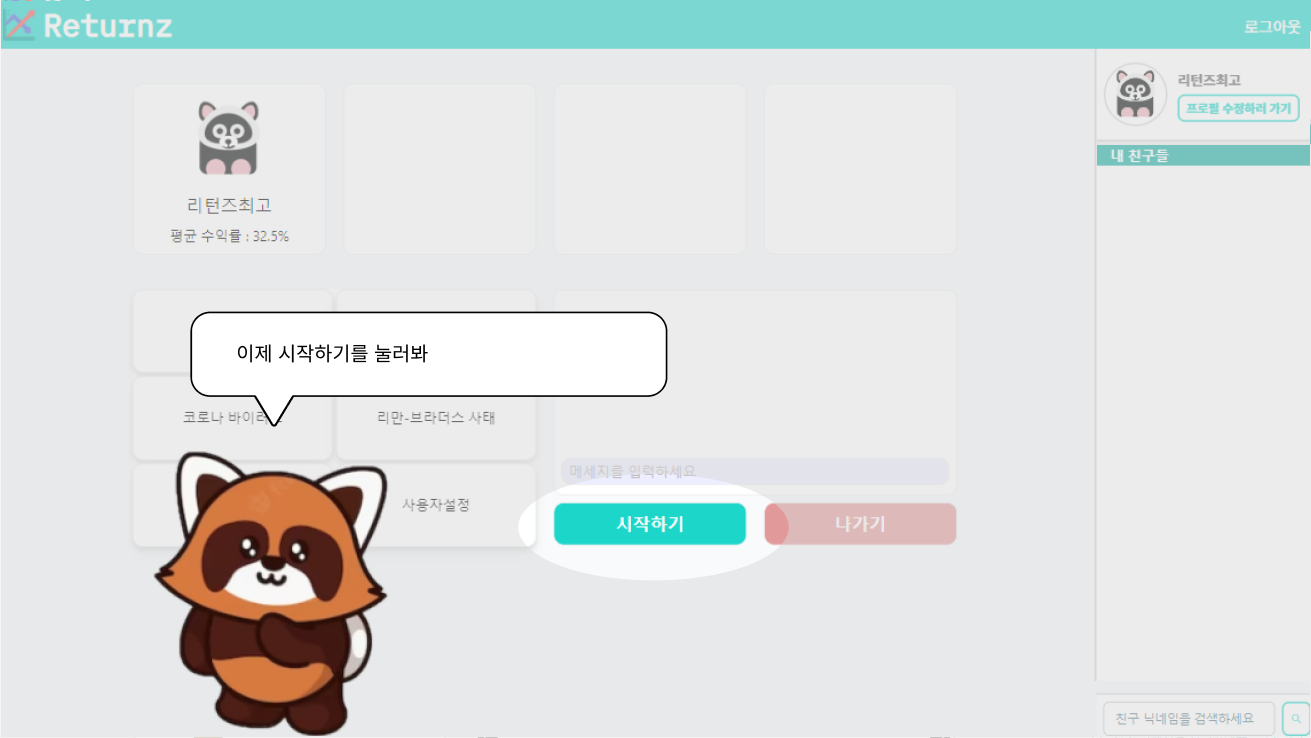 Returnz
로그아웃
리턴즈최고
프로필 수정하러 가기
내 친구들
리턴즈최고
평균 수익률 : 32.5%
이제 시작하기를 눌러봐
코로나 바이러스
리만-브라더스 사태
사용자설정
메세지를 입력하세요
시작하기
나가기
친구 닉네임을 검색하세요